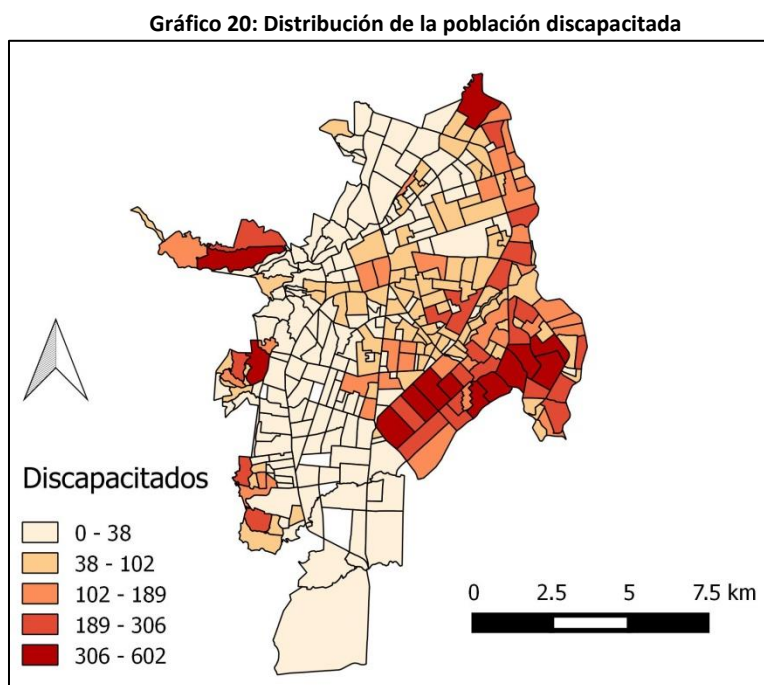 Gráfico 20: Distribución de la población discapacitada
Discapacitados
0 - 38
38 - 102
102 - 189
189 - 306
306 - 602
0 2.5 5 7.5 km